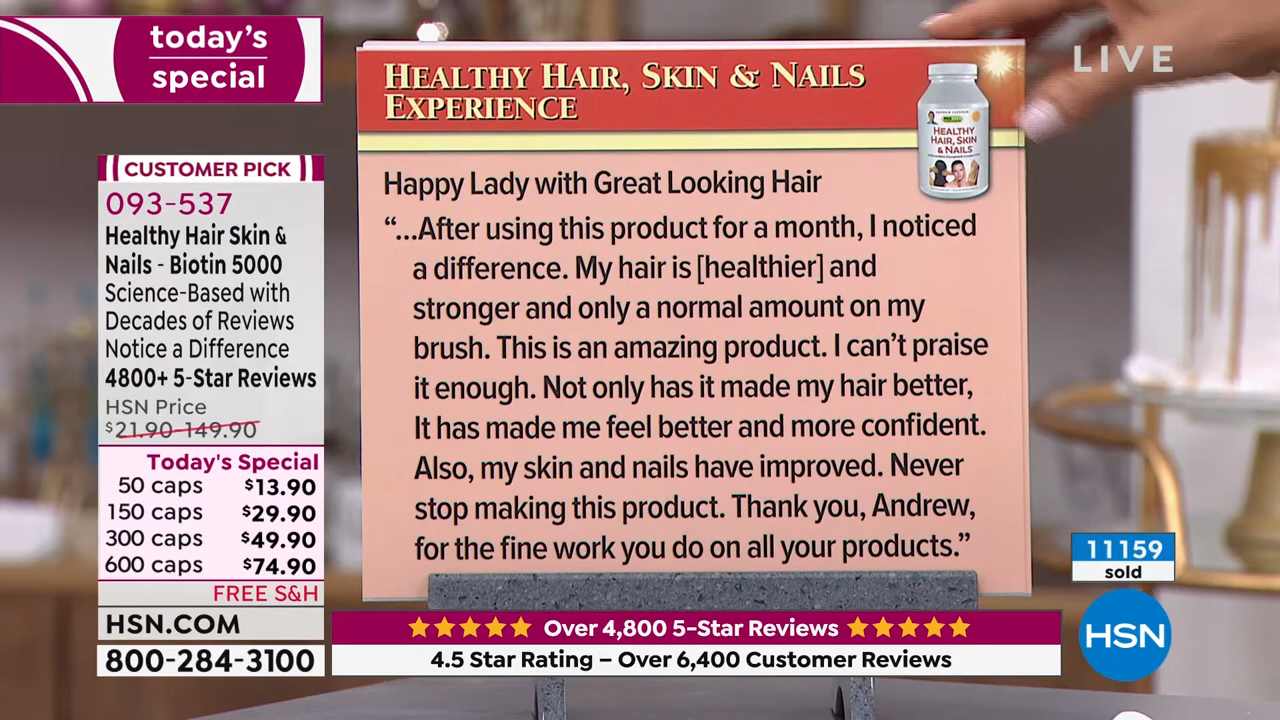 today's
special
CUSTOMER PICK
093-537
Healthy Hair Skin &
Nails - Biotin 5000
Science-Based with
Decades of Reviews
Notice a Difference
4800+ 5-Star Reviews
HSN Price
$21.90-149.90
Today's Special
50 caps $13.90
150 caps $29.90
300 caps $49.90
600 caps $74.90
FREE S&H
HSN.COM
800-284-3100
HEALTHY HAIR, SKIN & NAILS
EXPERIENCE
HEALTHY
HAIR, SKIN
& NAILS
Happy Lady with Great Looking Hair
“...After using this product for a month, I noticed
a difference. My hair is [healthier] and
stronger and only a normal amount on my
brush. This is an amazing product. I can't praise
it enough. Not only has it made my hair better,
It has made me feel better and more confident.
Also, my skin and nails have improved. Never
stop making this product. Thank you, Andrew,
for the fine work you do on all your products.”
LIVE
11159
sold
HSN
Over 4,800 5-Star Reviews
4.5 Star Rating – Over 6,400 Customer Reviews